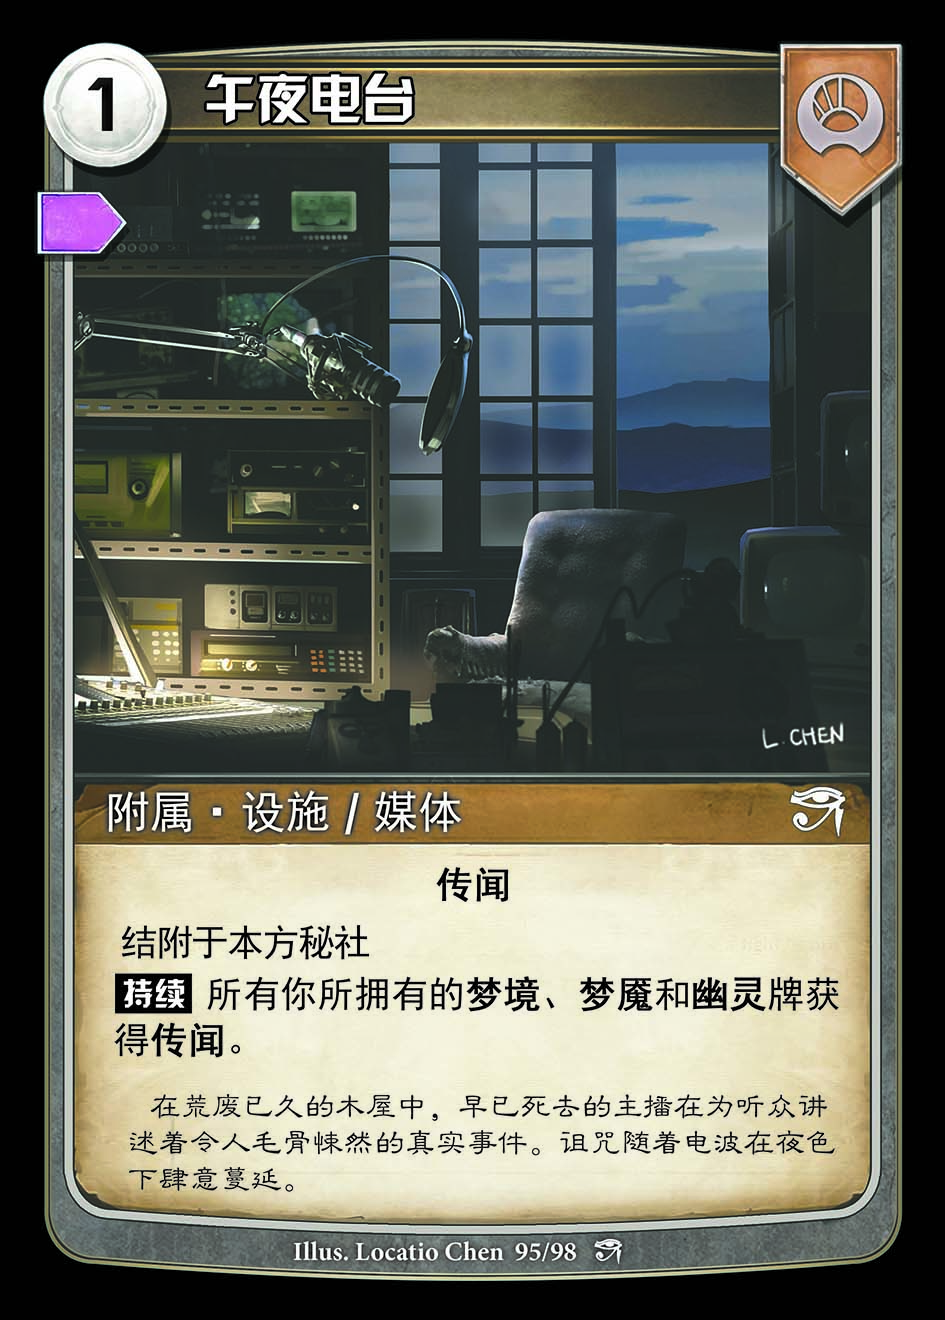 1
午夜电台
L. CHEN
附属·设施 / 媒体
传闻
结附于本方秘社
持续 所有你所拥有的梦境、梦魇和幽灵牌获
得传闻。
在荒废已久的木屋中，早已死去的主播在为听众讲
述着令人毛骨悚然的真实事件。诅咒随着电波在夜色
下肆意蔓延。
Illus. Locatio Chen 95/98